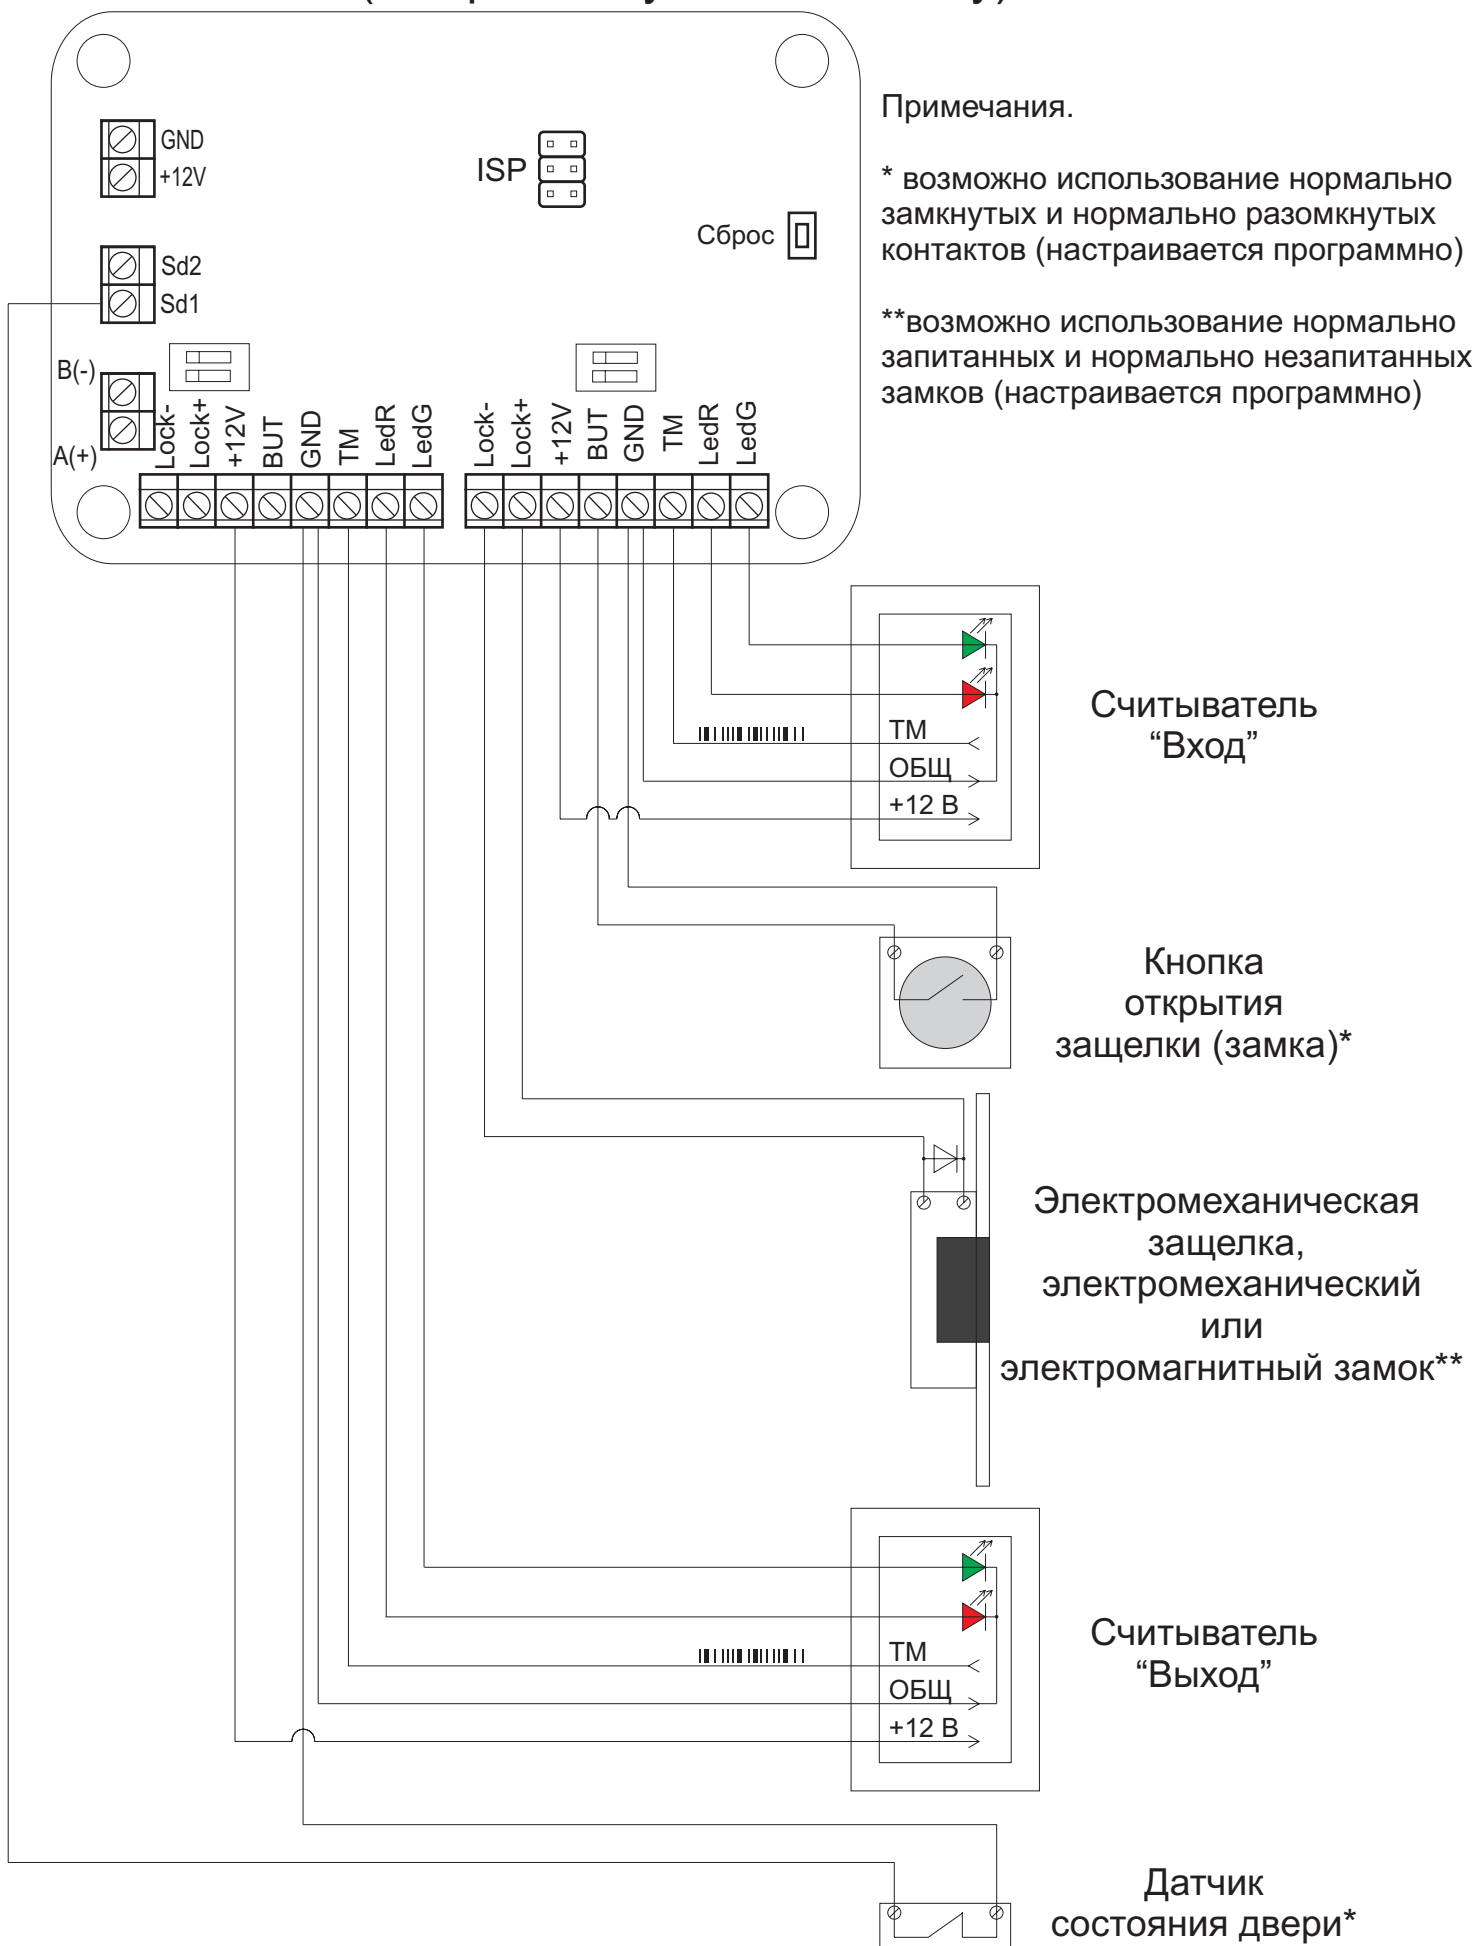 Примечания.
* возможно использование нормально
замкнутых и нормально разомкнутых
контактов (настраивается программно)
**возможно использование нормально
запитанных и нормально незапитанных
замков (настраивается программно)
GND
+12V
ISP
Сброс
Sd2
Sd1
B(-)
A(+)
Lock-
Lock+
+12V
BUT
GND
TM
LedR
LedG
Lock-
Lock+
+12V
BUT
GND
TM
LedR
LedG
ТМ
ОБЩ
+12 В
Считыватель
“Вход”
Кнопка
открытия
защелки (замка)*
Электромеханическая
защелка,
электромеханический
или
электромагнитный замок**
ТМ
ОБЩ
+12 В
Считыватель
“Выход”
Датчик
состояния двери*